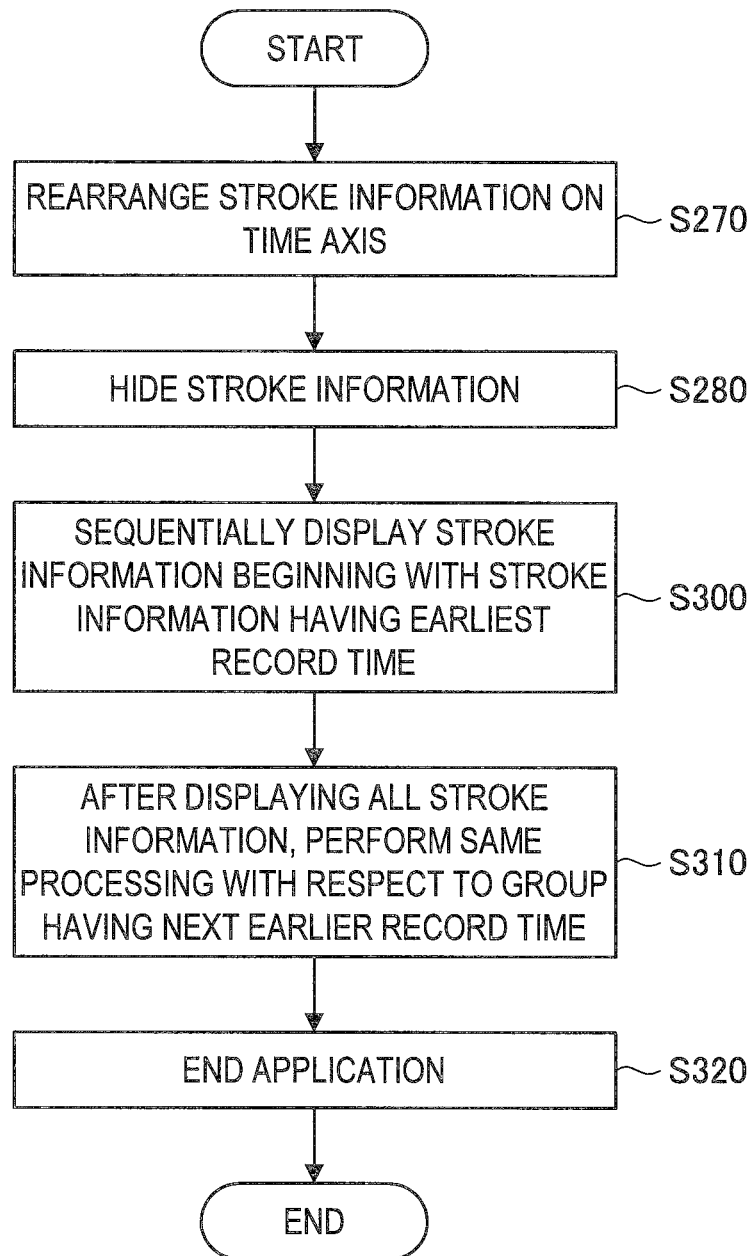 START
REARRANGE STROKE INFORMATION ON
TIME AXIS
S270
HIDE STROKE INFORMATION
S280
SEQUENTIALLY DISPLAY STROKE
INFORMATION BEGINNING WITH STROKE
INFORMATION HAVING EARLIEST
RECORD TIME
S300
AFTER DISPLAYING ALL STROKE
INFORMATION, PERFORM SAME
PROCESSING WITH RESPECT TO GROUP
HAVING NEXT EARLIER RECORD TIME
S310
END APPLICATION
S320
END